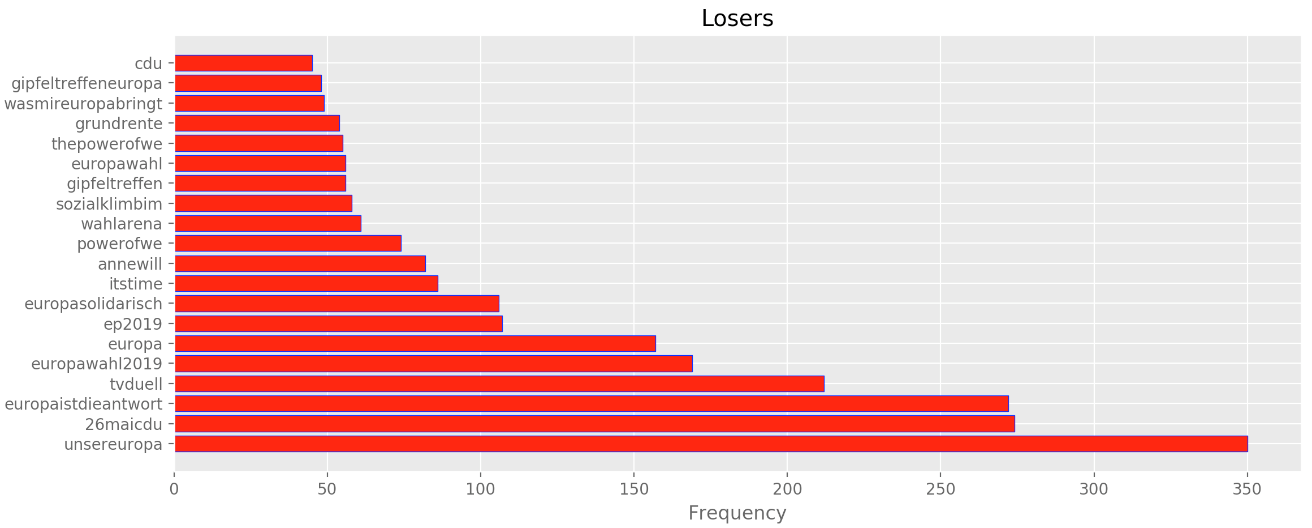 Losers
cdu
gipfeltreffeneuropa
wasmireuropabringt
grundrente
thepowerofwe
europawahl
gipfeltreffen
sozialklimbim
wahlarena
powerofwe
annewill
itstime
europasolidarisch
ep2019
europa
europawahl2019
tvduell
europaistdieantwort
26maicdu
unsereuropa
0 50 100 150 200 250 300 350
Frequency